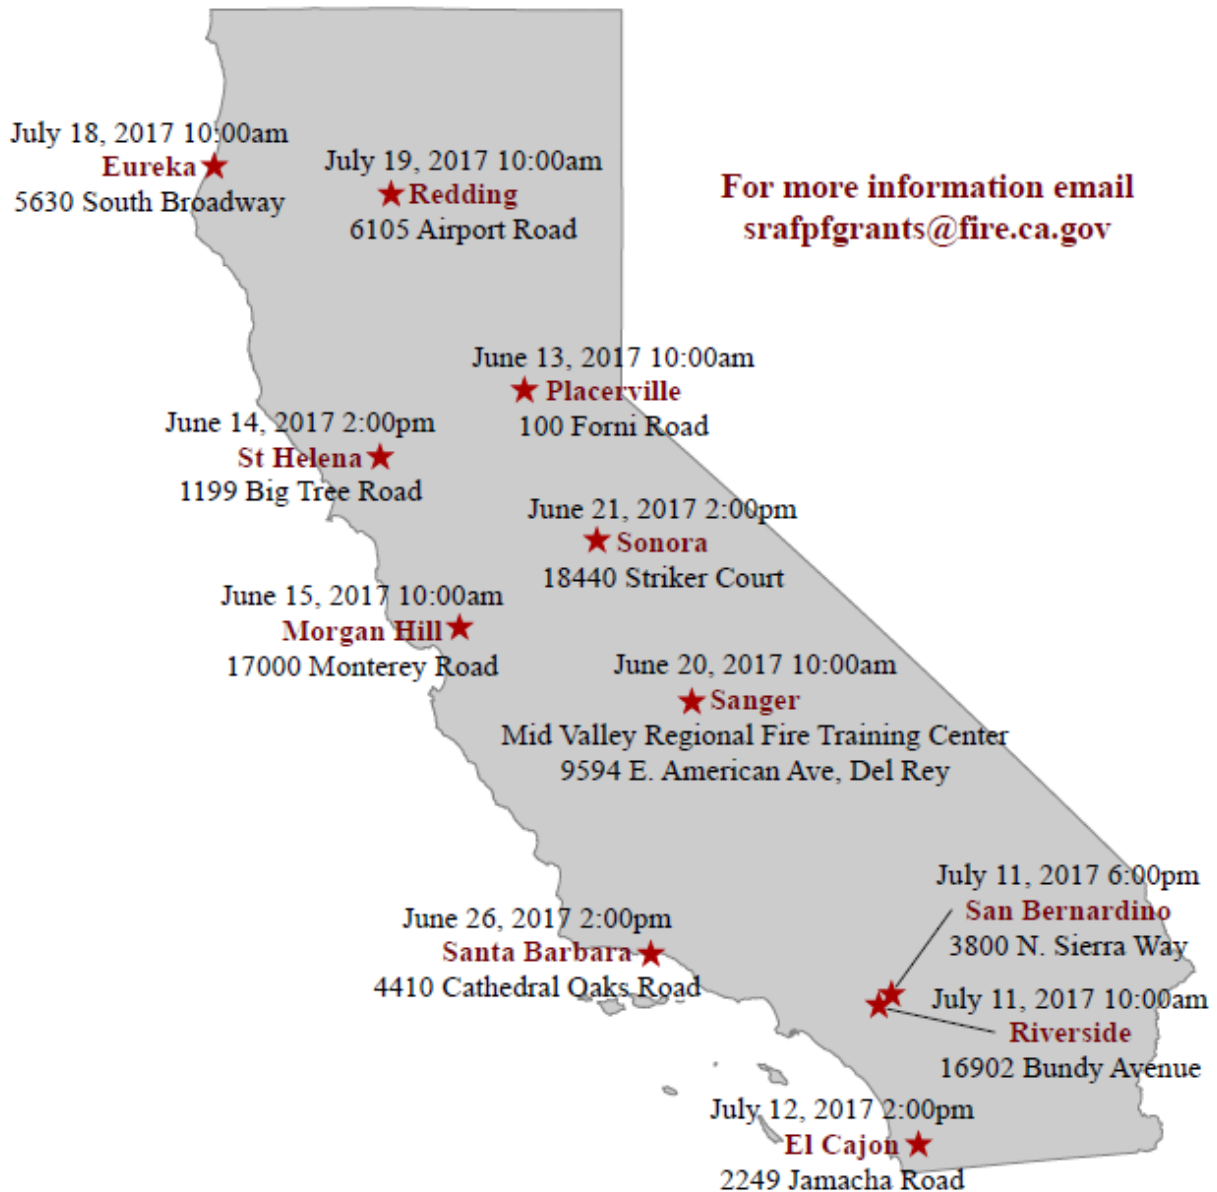 July 18, 2017 10:00am
Eureka
5630 South Broadway
July 19, 2017 10:00am
Redding
6105 Airport Road
For more information email
srafpfgrants@fire.ca.gov
June 13, 2017 10:00am
Placerville
100 Forni Road
June 14, 2017 2:00pm
St Helena
1199 Big Tree Road
June 21, 2017 2:00pm
Sonora
18440 Striker Court
June 15, 2017 10:00am
Morgan Hill
17000 Monterey Road
June 20, 2017 10:00am
Sanger
Mid Valley Regional Fire Training Center
9594 E. American Ave, Del Rey
July 11, 2017 6:00pm
San Bernardino
3800 N. Sierra Way
June 26, 2017 2:00pm
Santa Barbara
4410 Cathedral Oaks Road
July 11, 2017 10:00am
Riverside
16902 Bundy Avenue
July 12, 2017 2:00pm
El Cajon
2249 Jamacha Road